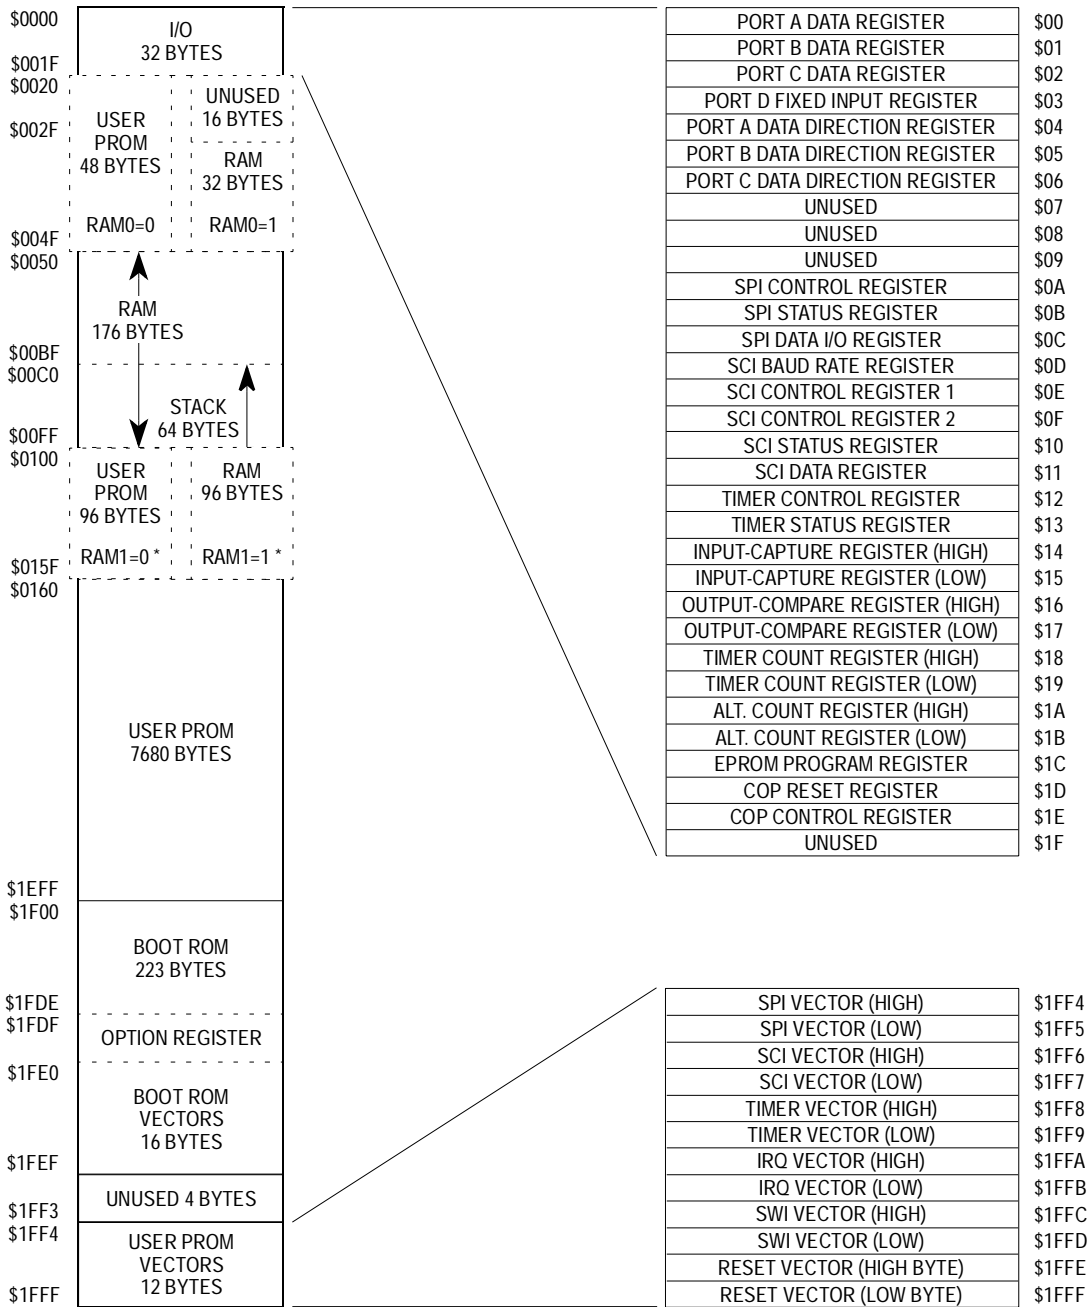 $0000
I/O
32 BYTES
$001F
$0020
USER
PROM
48 BYTES
RAM0=0
UNUSED
16 BYTES
$002F
RAM
32 BYTES
RAM0=1
$004F
$0050
RAM
176 BYTES
$00BF
$00C0
STACK
64 BYTES
$00FF
$0100
USER
PROM
96 BYTES
RAM1=0 *
RAM
96 BYTES
RAM1=1 *
$015F
$0160
USER PROM
7680 BYTES
$1EFF
$1F00
BOOT ROM
223 BYTES
$1FDE
$1FDF
OPTION REGISTER
$1FE0
BOOT ROM
VECTORS
16 BYTES
$1FEF
UNUSED 4 BYTES
$1FF3
$1FF4
USER PROM
VECTORS
12 BYTES
$1FFF
PORT A DATA REGISTER $00
PORT B DATA REGISTER $01
PORT C DATA REGISTER $02
PORT D FIXED INPUT REGISTER $03
PORT A DATA DIRECTION REGISTER $04
PORT B DATA DIRECTION REGISTER $05
PORT C DATA DIRECTION REGISTER $06
UNUSED $07
UNUSED $08
UNUSED $09
SPI CONTROL REGISTER $0A
SPI STATUS REGISTER $0B
SPI DATA I/O REGISTER $0C
SCI BAUD RATE REGISTER $0D
SCI CONTROL REGISTER 1 $0E
SCI CONTROL REGISTER 2 $0F
SCI STATUS REGISTER $10
SCI DATA REGISTER $11
TIMER CONTROL REGISTER $12
TIMER STATUS REGISTER $13
INPUT-CAPTURE REGISTER (HIGH) $14
INPUT-CAPTURE REGISTER (LOW) $15
OUTPUT-COMPARE REGISTER (HIGH) $16
OUTPUT-COMPARE REGISTER (LOW) $17
TIMER COUNT REGISTER (HIGH) $18
TIMER COUNT REGISTER (LOW) $19
ALT. COUNT REGISTER (HIGH) $1A
ALT. COUNT REGISTER (LOW) $1B
EPROM PROGRAM REGISTER $1C
COP RESET REGISTER $1D
COP CONTROL REGISTER $1E
UNUSED $1F
SPI VECTOR (HIGH) $1FF4
SPI VECTOR (LOW) $1FF5
SCI VECTOR (HIGH) $1FF6
SCI VECTOR (LOW) $1FF7
TIMER VECTOR (HIGH) $1FF8
TIMER VECTOR (LOW) $1FF9
IRQ VECTOR (HIGH) $1FFA
IRQ VECTOR (LOW) $1FFB
SWI VECTOR (HIGH) $1FFC
SWI VECTOR (LOW) $1FFD
RESET VECTOR (HIGH BYTE) $1FFE
RESET VECTOR (LOW BYTE) $1FFF